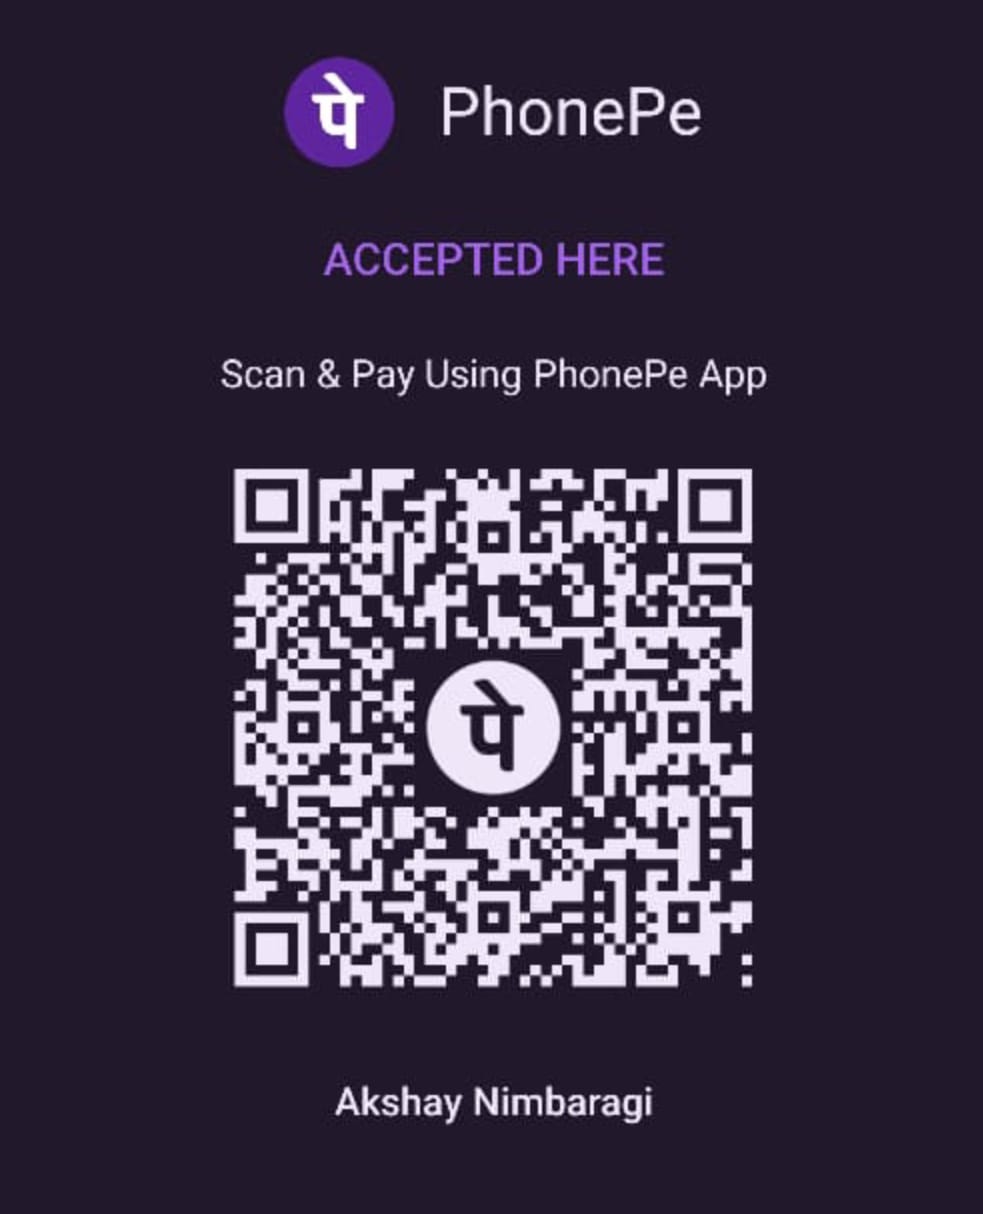 पे PhonePe
ACCEPTED HERE
Scan & Pay Using PhonePe App
पे
Akshay Nimbaragi